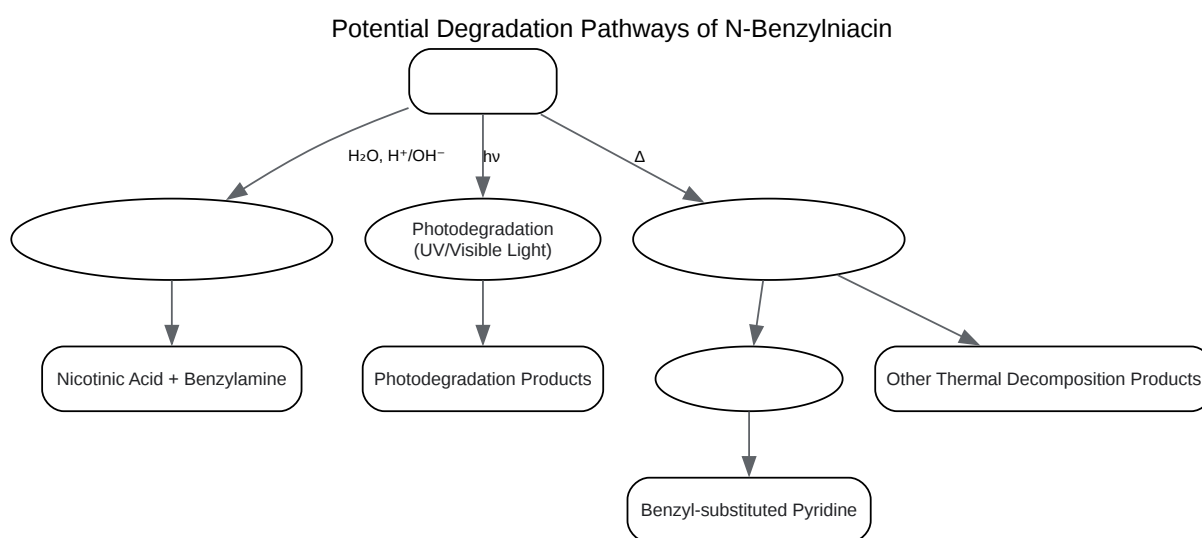 Potential Degradation Pathways of N-Benzylniacin
H₂O, H⁺/OH⁻
hν
Δ
Photodegradation
(UV/Visible Light)
Nicotinic Acid + Benzylamine
Photodegradation Products
Other Thermal Decomposition Products
Benzyl-substituted Pyridine